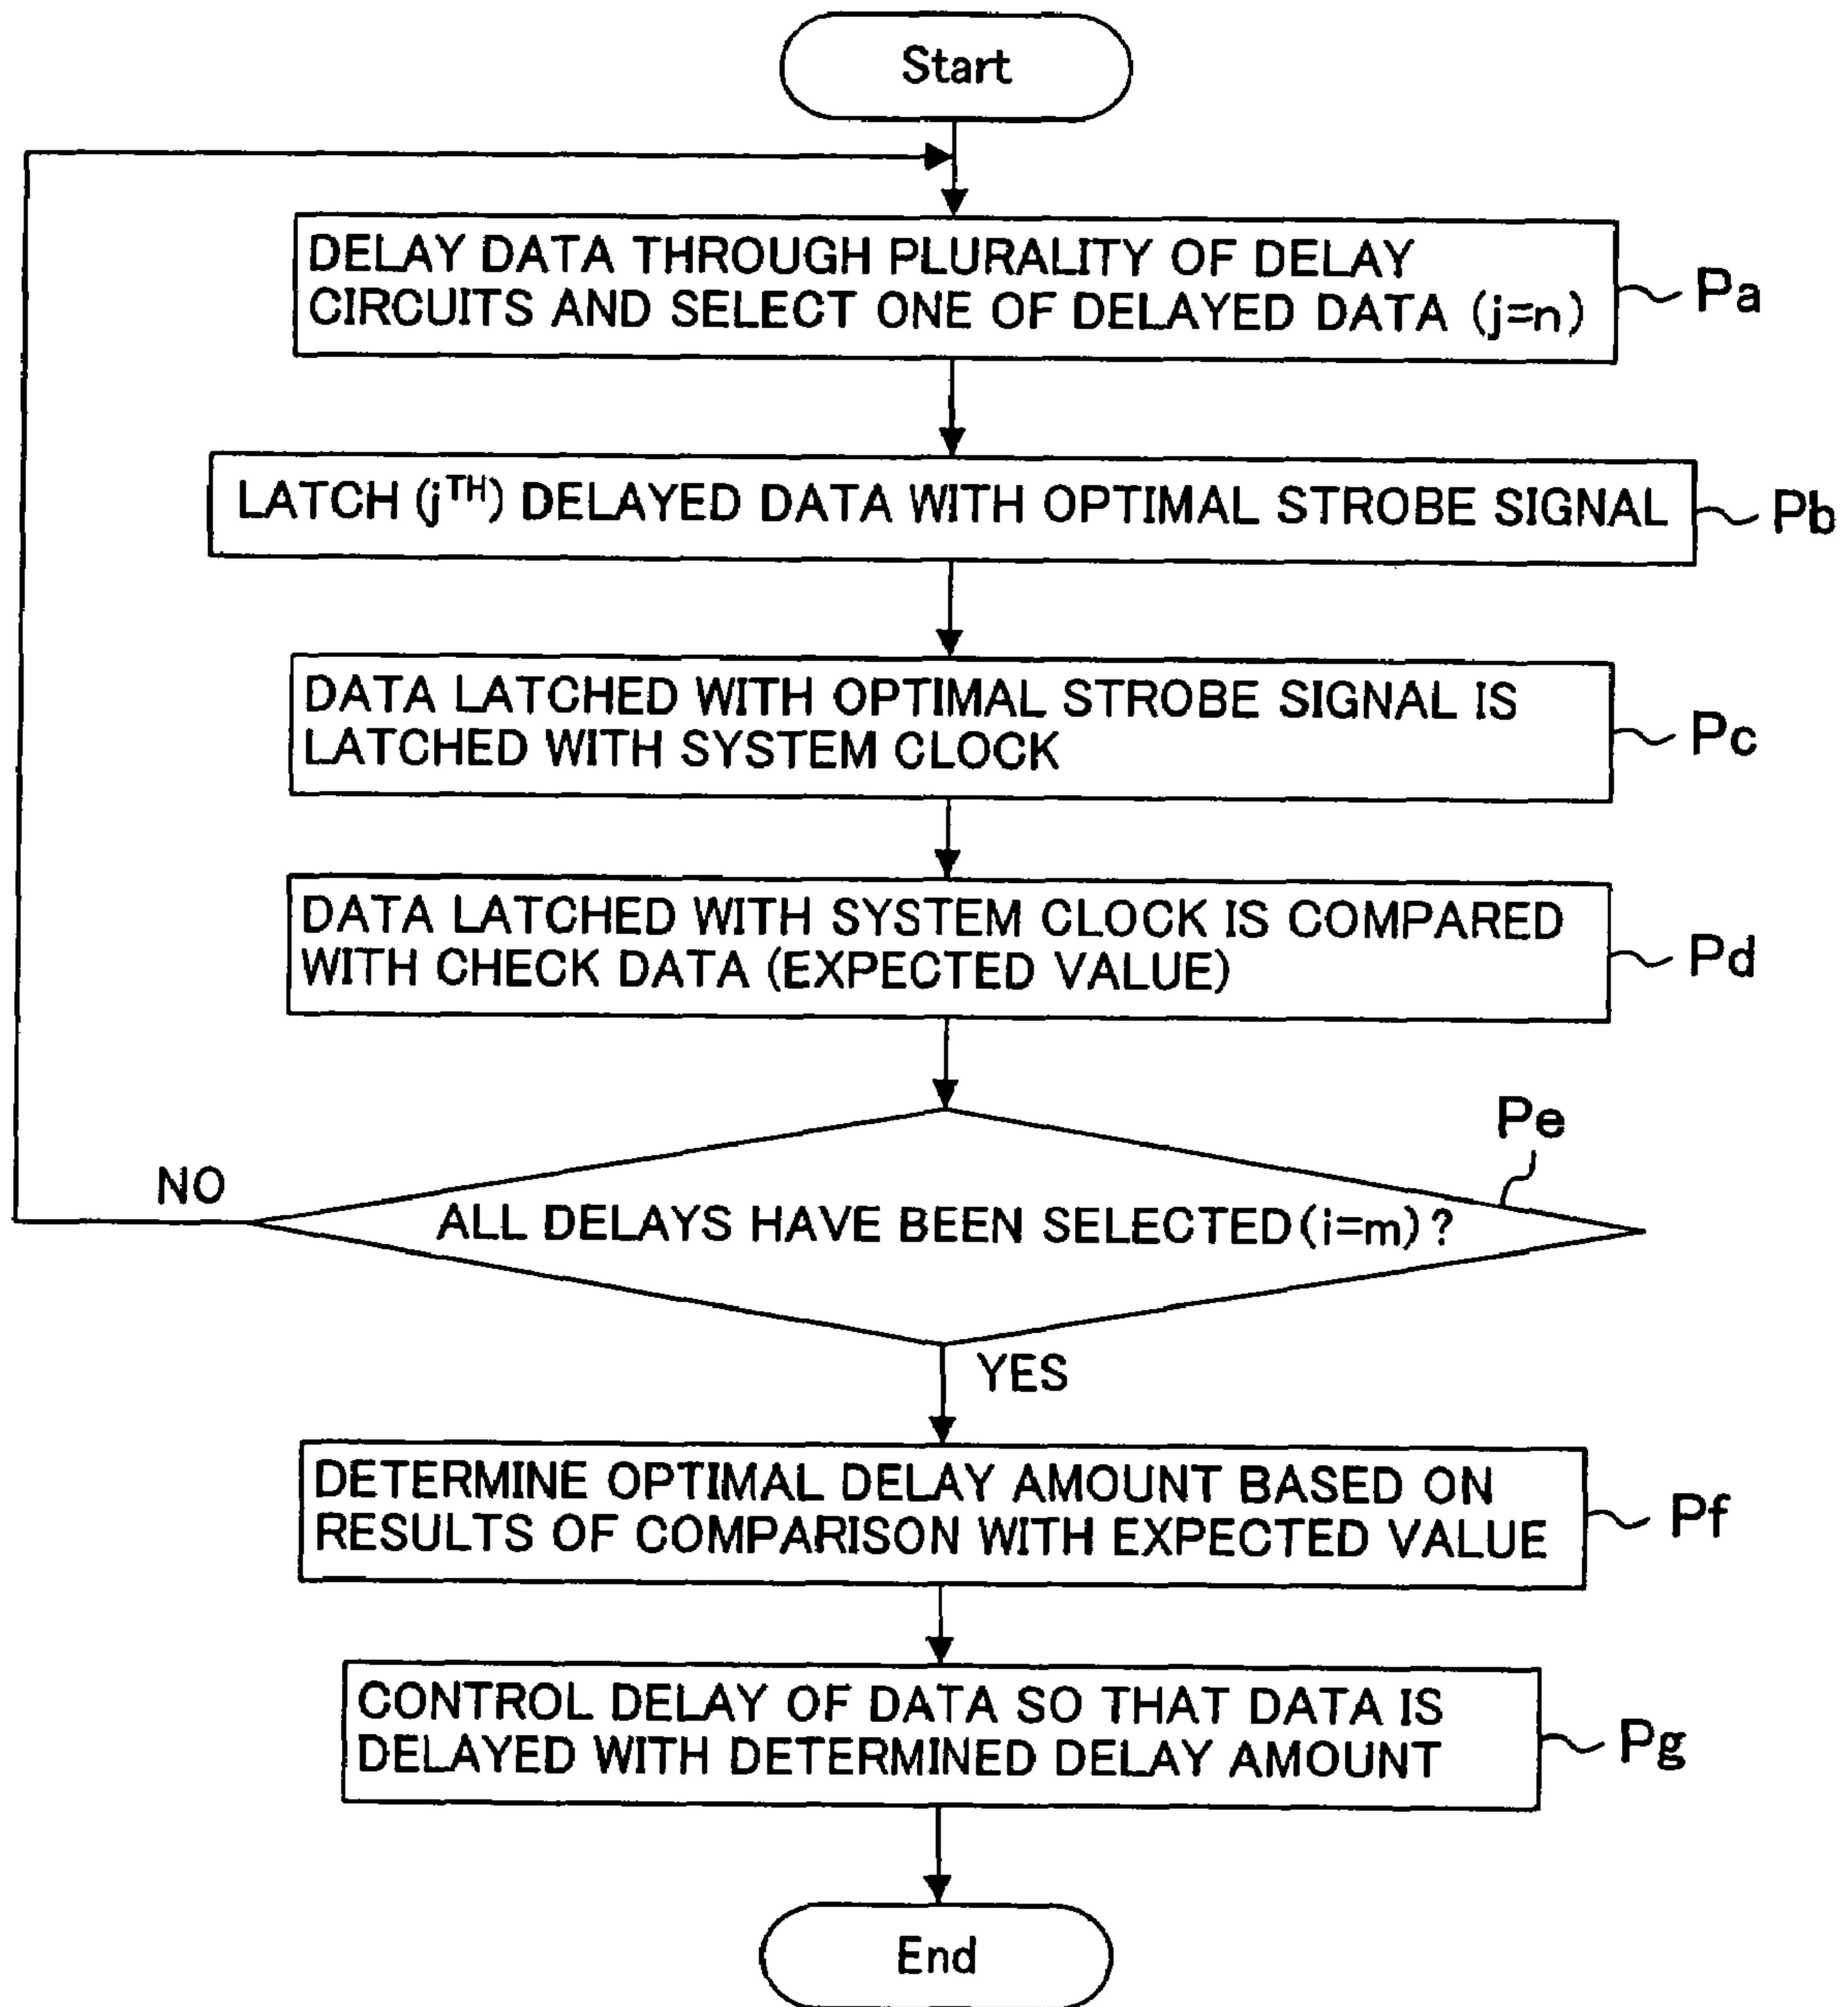 Start
DELAY DATA THROUGH PLURALITY OF DELAY
CIRCUITS AND SELECT ONE OF DELAYED DATA (j=n)
Pa
LATCH (jTH) DELAYED DATA WITH OPTIMAL STROBE SIGNAL
Pb
DATA LATCHED WITH OPTIMAL STROBE SIGNAL IS
LATCHED WITH SYSTEM CLOCK
Pc
DATA LATCHED WITH SYSTEM CLOCK IS COMPARED
WITH CHECK DATA (EXPECTED VALUE)
Pd
Pe
NO
ALL DELAYS HAVE BEEN SELECTED(i=m)?
YES
DETERMINE OPTIMAL DELAY AMOUNT BASED ON
RESULTS OF COMPARISON WITH EXPECTED VALUE
Pf
CONTROL DELAY OF DATA SO THAT DATA IS
DELAYED WITH DETERMINED DELAY AMOUNT
Pg
End